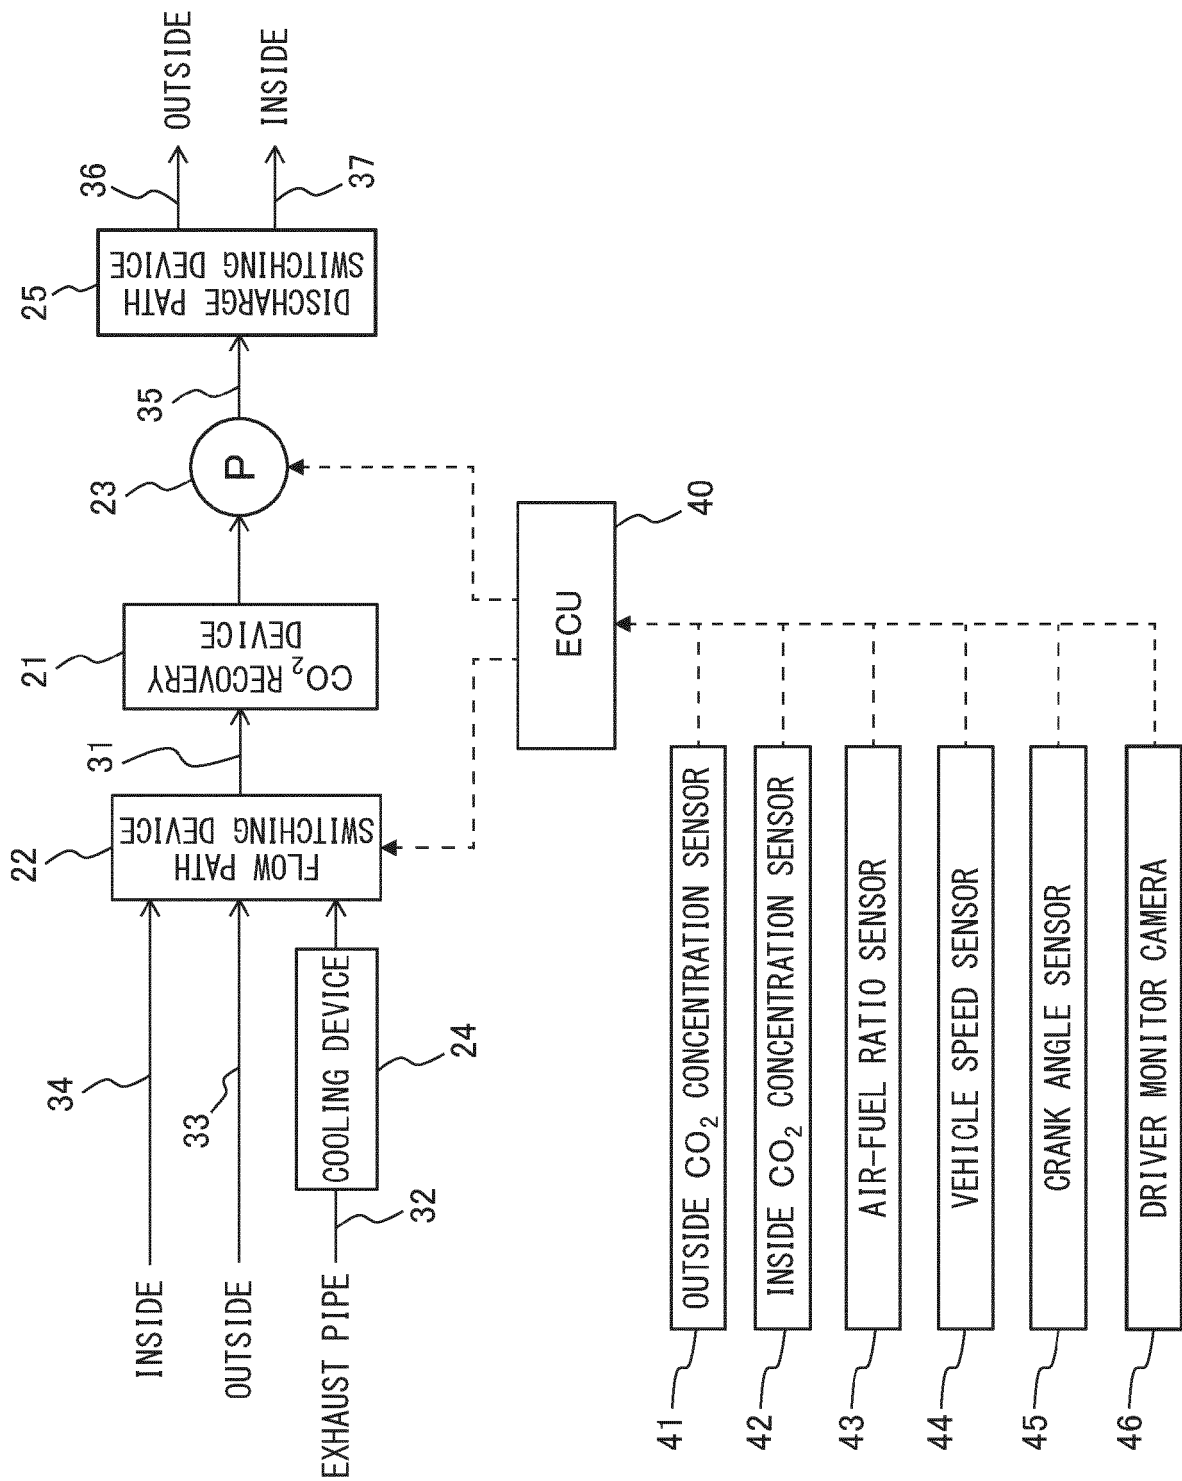 INSIDE
34
OUTSIDE
33
EXHAUST PIPE
32
COOLING DEVICE
24
22
FLOW PATH
SWITCHING DEVICE
31
21
CO2 RECOVERY
DEVICE
23
P
35
25
DISCHARGE PATH
SWITCHING DEVICE
36
OUTSIDE
37
INSIDE
ECU
40
41
OUTSIDE CO2 CONCENTRATION SENSOR
42
INSIDE CO2 CONCENTRATION SENSOR
43
AIR-FUEL RATIO SENSOR
44
VEHICLE SPEED SENSOR
45
CRANK ANGLE SENSOR
46
DRIVER MONITOR CAMERA